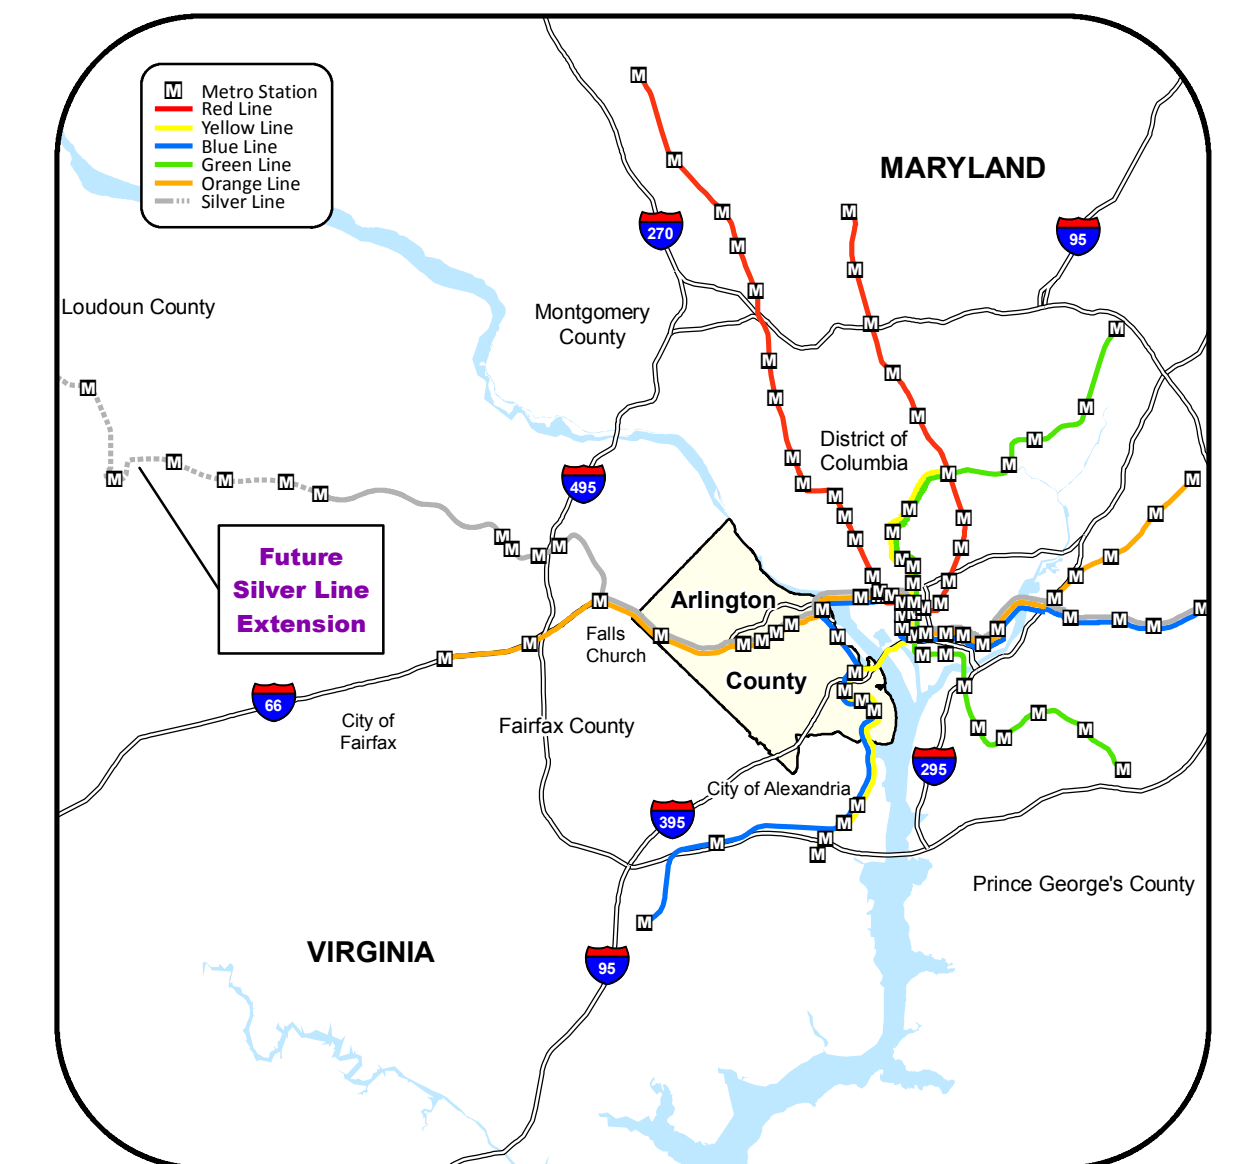 M Metro Station
Red Line
Yellow Line
Blue Line
Green Line
Orange Line
Silver Line
MARYLAND
270
95
Loudoun County
Montgomery
County
District of
Columbia
495
Future
Silver Line
Extension
Arlington
County
Falls
Church
66
City of
Fairfax
Fairfax County
295
City of Alexandria
395
Prince George's County
VIRGINIA
95